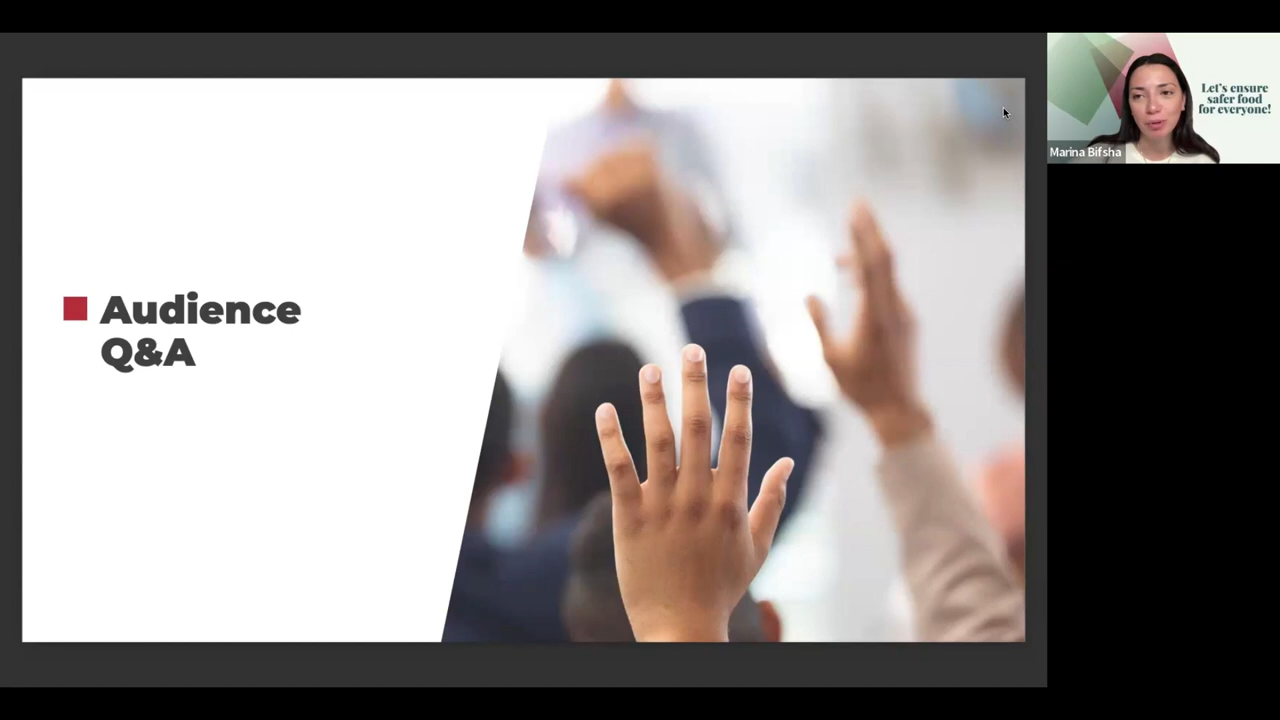 Audience
Q&A
Let's ensure
safer food
for everyone!
Marina Bifsha